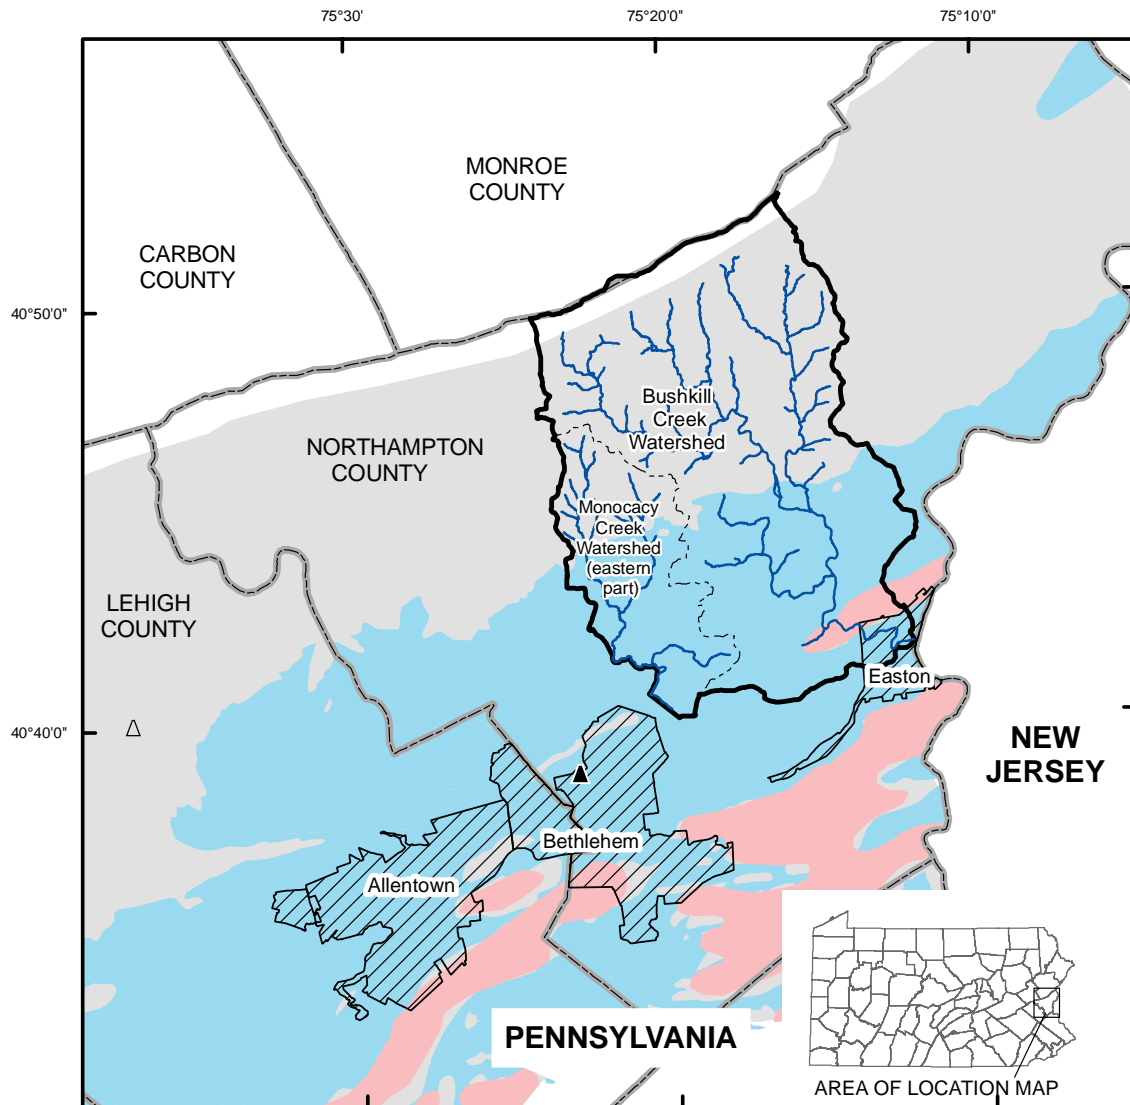 75°30'
75°20'0"
75°10'0"
MONROE
COUNTY
CARBON
COUNTY
40°50'0"
Bushkill
Creek
Watershed
NORTHAMPTON
COUNTY
Monocacy
Creek
Watershed
(eastern
part)
LEHIGH
COUNTY
Easton
40°40'0"
NEW
JERSEY
Bethlehem
Allentown
PENNSYLVANIA
AREA OF LOCATION MAP